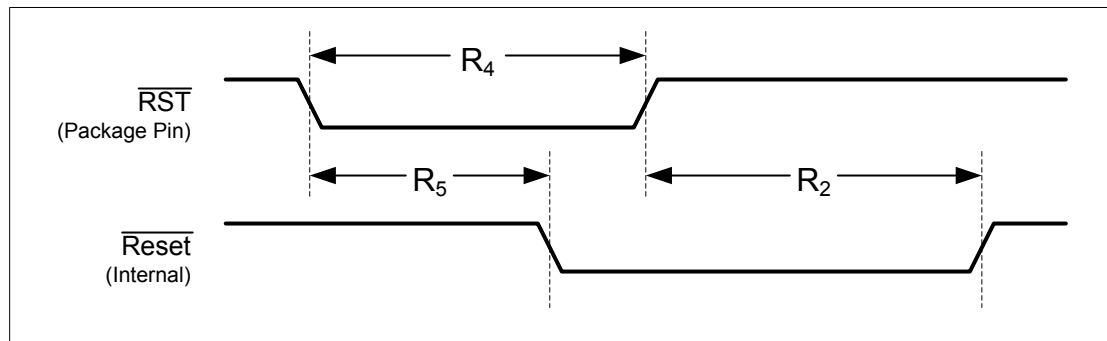 R₄
RST
(Package Pin)
R₅
R₂
Reset
(Internal)